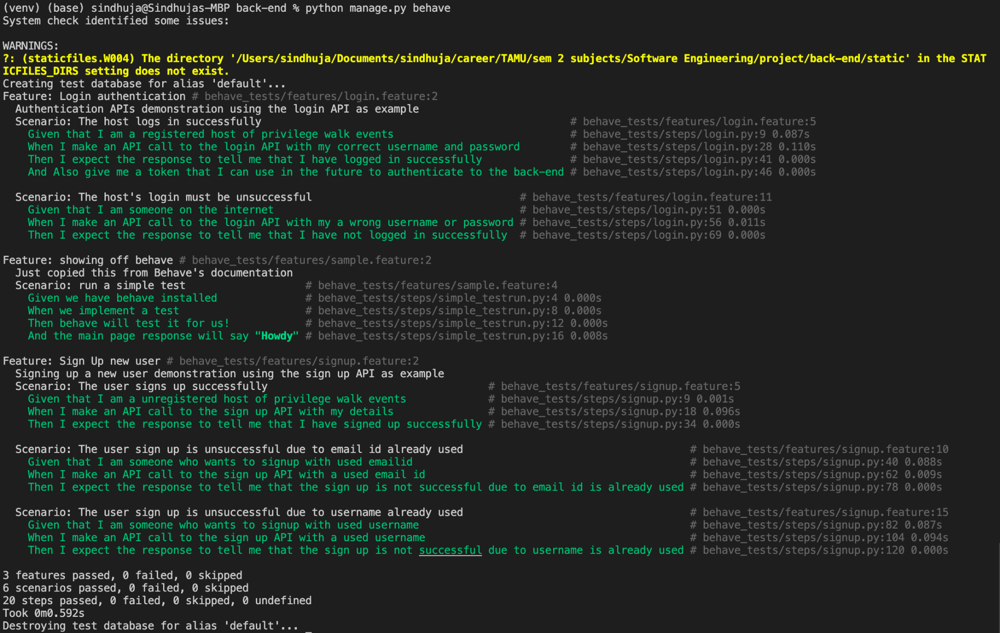 (venv) (base) sindhuja@Sindhujas-MBP back-end % python manage.py behave
System check identified some issues:

WARNINGS:
?: (staticfiles.W004) The directory '/Users/sindhuja/Documents/sindhuja/career/TAMU/sem 2 subjects/Software Engineering/project/back-end/static' in the STAT
ICFILES_DIRS setting does not exist.
Creating test database for alias 'default'...
Feature: Login authentication # behave_tests/features/login.feature:2
  Authentication APIs demonstration using the login API as example
  Scenario: The host logs in successfully                                                 # behave_tests/features/login.feature:5
    Given that I am a registered host of privilege walk events                            # behave_tests/steps/login.py:9 0.087s
    When I make an API call to the login API with my correct username and password        # behave_tests/steps/login.py:28 0.110s
    Then I expect the response to tell me that I have logged in successfully              # behave_tests/steps/login.py:41 0.000s
    And Also give me a token that I can use in the future to authenticate to the back-end # behave_tests/steps/login.py:46 0.000s

  Scenario: The host's login must be unsuccessful                                 # behave_tests/features/login.feature:11
    Given that I am someone on the internet                                       # behave_tests/steps/login.py:51 0.000s
    When I make an API call to the login API with my a wrong username or password # behave_tests/steps/login.py:56 0.011s
    Then I expect the response to tell me that I have not logged in successfully  # behave_tests/steps/login.py:69 0.000s

Feature: showing off behave # behave_tests/features/sample.feature:2
  Just copied this from Behave's documentation
  Scenario: run a simple test                   # behave_tests/features/sample.feature:4
    Given we have behave installed              # behave_tests/steps/simple_testrun.py:4 0.000s
    When we implement a test                    # behave_tests/steps/simple_testrun.py:8 0.000s
    Then behave will test it for us!            # behave_tests/steps/simple_testrun.py:12 0.000s
    And the main page response will say "Howdy" # behave_tests/steps/simple_testrun.py:16 0.008s

Feature: Sign Up new user # behave_tests/features/signup.feature:2
  Signing up a new user demonstration using the sign up API as example
  Scenario: The user signs up successfully                                   # behave_tests/features/signup.feature:5
    Given that I am a unregistered host of privilege walk events             # behave_tests/steps/signup.py:9 0.001s
    When I make an API call to the sign up API with my details               # behave_tests/steps/signup.py:18 0.096s
    Then I expect the response to tell me that I have signed up successfully # behave_tests/steps/signup.py:34 0.000s

  Scenario: The user sign up is unsuccessful due to email id already used                                    # behave_tests/features/signup.feature:10
    Given that I am someone who wants to signup with used emailid                                            # behave_tests/steps/signup.py:40 0.088s
    When I make an API call to the sign up API with a used email id                                          # behave_tests/steps/signup.py:62 0.009s
    Then I expect the response to tell me that the sign up is not successful due to email id is already used # behave_tests/steps/signup.py:78 0.000s

  Scenario: The user sign up is unsuccessful due to username already used                                    # behave_tests/features/signup.feature:15
    Given that I am someone who wants to signup with used username                                           # behave_tests/steps/signup.py:82 0.087s
    When I make an API call to the sign up API with a used username                                          # behave_tests/steps/signup.py:104 0.094s
    Then I expect the response to tell me that the sign up is not successful due to username is already used # behave_tests/steps/signup.py:120 0.000s

3 features passed, 0 failed, 0 skipped
6 scenarios passed, 0 failed, 0 skipped
20 steps passed, 0 failed, 0 skipped, 0 undefined
Took 0m0.592s
Destroying test database for alias 'default'...